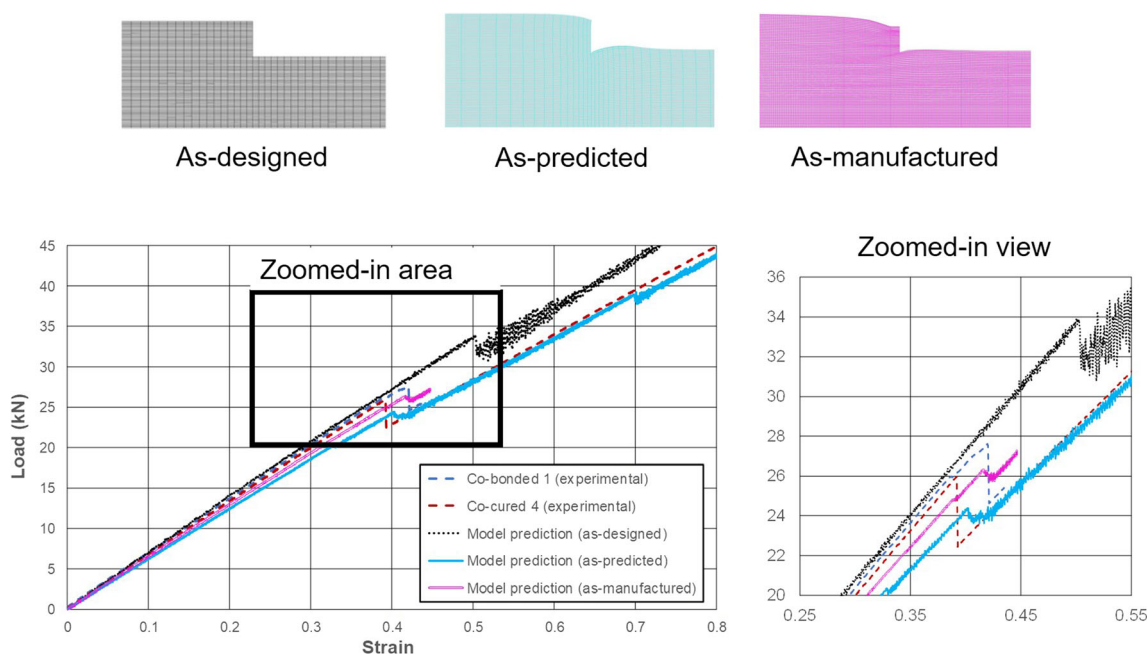 As-designed
As-predicted
As-manufactured
Zoomed-in area
Zoomed-in view
45
40
35
30
25
20
15
10
5
0
Load (kN)
0
0.1
0.2
0.3
0.4
0.5
0.6
0.7
0.8
Strain
Co-bonded 1 (experimental)
Co-cured 4 (experimental)
Model prediction (as-designed)
Model prediction (as-predicted)
Model prediction (as-manufactured)
36
34
32
30
28
26
24
22
20
0.25
0.35
0.45
0.55